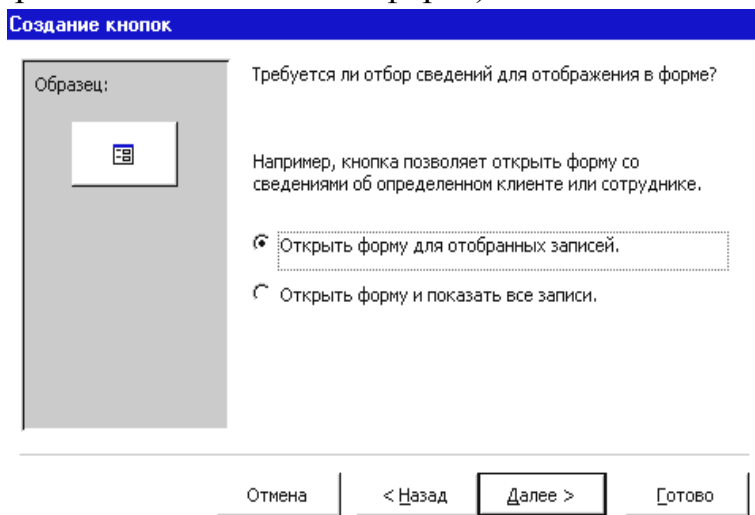 Создание кнопок
Образец:
Требуется ли отбор сведений для отображения в форме?
Например, кнопка позволяет открыть форму со
сведениями об определенном клиенте или сотруднике.
Открыть форму для отобранных записей.
Открыть форму и показать все записи.
Отмена
< Назад
Далее >
Готово